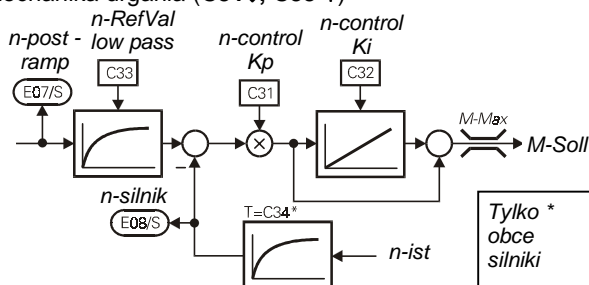 n-RefVal
low pass
n-post -
ramp
n-control
Kp
n-control
Ki
C33
C31
C32
E07/S
M-Max
M-Soll
n-silnik
E08/S
T=C34*
n-ist
Tylko *
obce
silniki